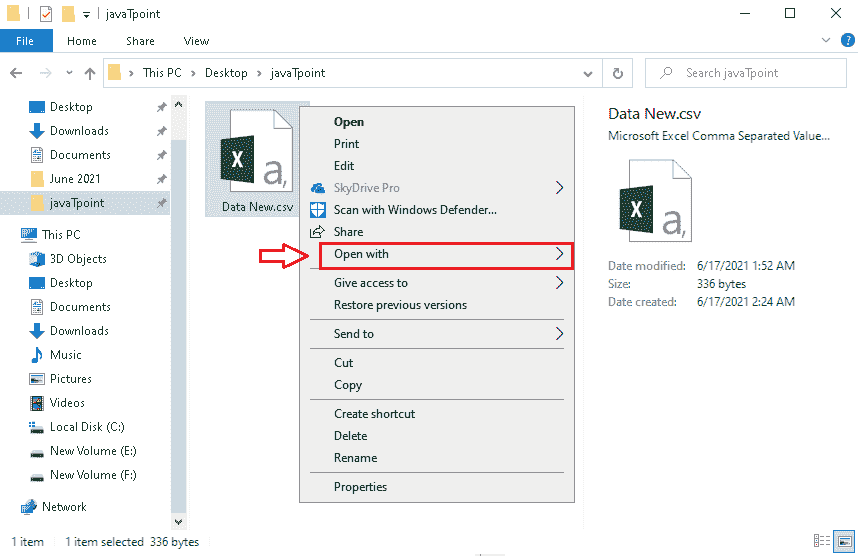 javaTpoint
File Home Share View
This PC Desktop javaTpoint Search javaTpoint
Desktop
Downloads
Documents
June 2021
javaTpoint
This PC
3D Objects
Desktop
Documents
Downloads
Music
Pictures
Videos
Local Disk (C:)
New Volume (E:)
New Volume (F:)
Network
X a,
Data New.csv
Open
Print
Edit
SkyDrive Pro
Scan with Windows Defender...
Share
Open with
Give access to
Restore previous versions
Send to
Cut
Copy
Create shortcut
Delete
Rename
Properties
Data New.csv
Microsoft Excel Comma Separated Value...
X a,
Date modified: 6/17/2021 1:52 AM
Size: 336 bytes
Date created: 6/17/2021 2:24 AM
1 item 1 item selected 336 bytes